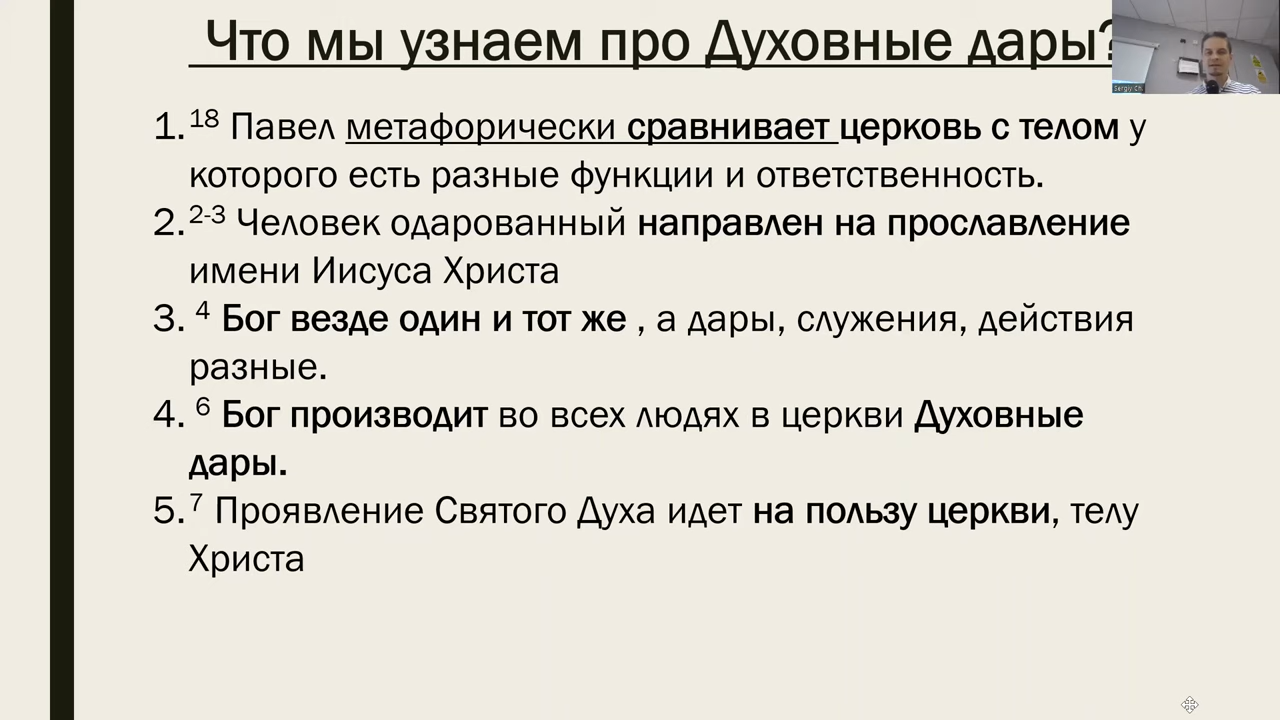 Что мы узнаем про Духовные дары?
Sergiy Ch
1. 18 Павел метафорически сравнивает церковь с телом у
которого есть разные функции и ответственность.
2. 2-3 Человек одарованный направлен на прославление
имени Иисуса Христа
3. 4 Бог везде один и тот же , а дары, служения, действия
разные.
4. 6 Бог производит во всех людях в церкви Духовные
дары.
5. 7 Проявление Святого Духа идет на пользу церкви, телу
Христа